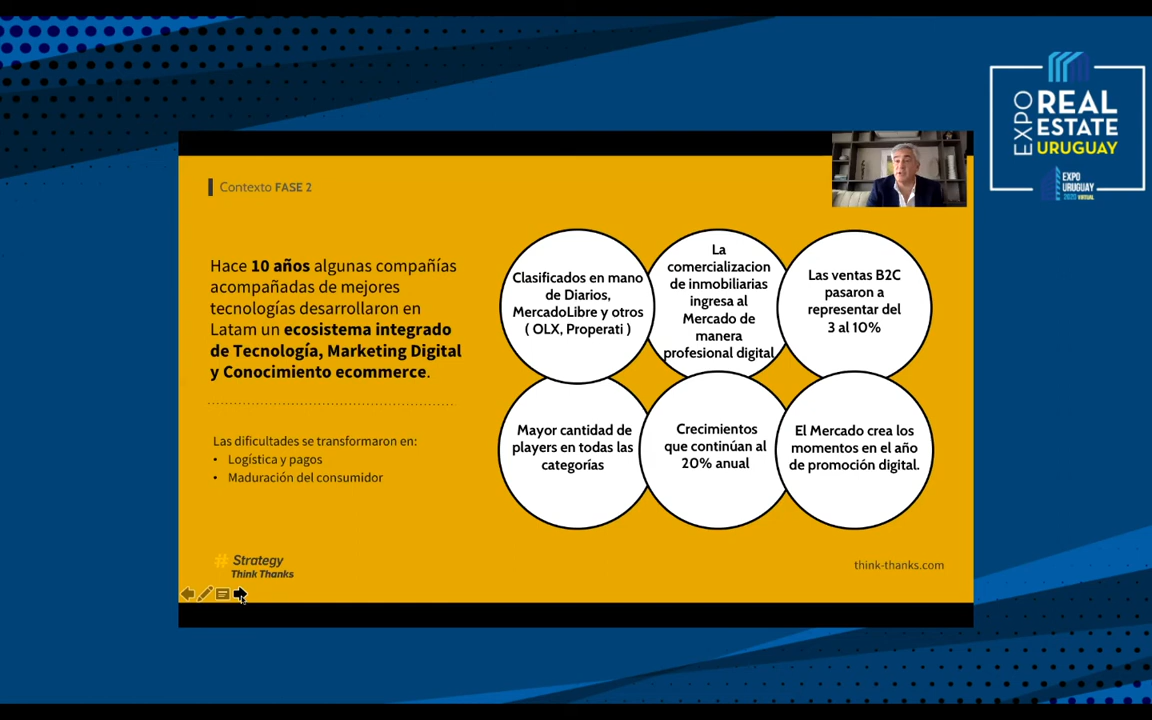 EXPO
REAL
ESTATE
URUGUAY
EXPO
URUGUAY
2020 VIRTUAL
Contexto FASE 2
Hace 10 años algunas compañías
acompañadas de mejores
tecnologías desarrollaron en
Latam un ecosistema integrado
de Tecnología, Marketing Digital
y Conocimiento ecommerce.
Las dificultades se transformaron en:
• Logística y pagos
• Maduración del consumidor
Clasificados en mano
de Diarios,
MercadoLibre y otros
( OLX, Properati )
La
comercializacion
de inmobiliarias
ingresa al
Mercado de
manera
profesional digital
Las ventas B2C
pasaron a
representar del
3 al 10%
Mayor cantidad de
players en todas las
categorías
Crecimientos
que continúan al
20% anual
El Mercado crea los
momentos en el año
de promoción digital.
# Strategy
Think Thanks
think-thanks.com